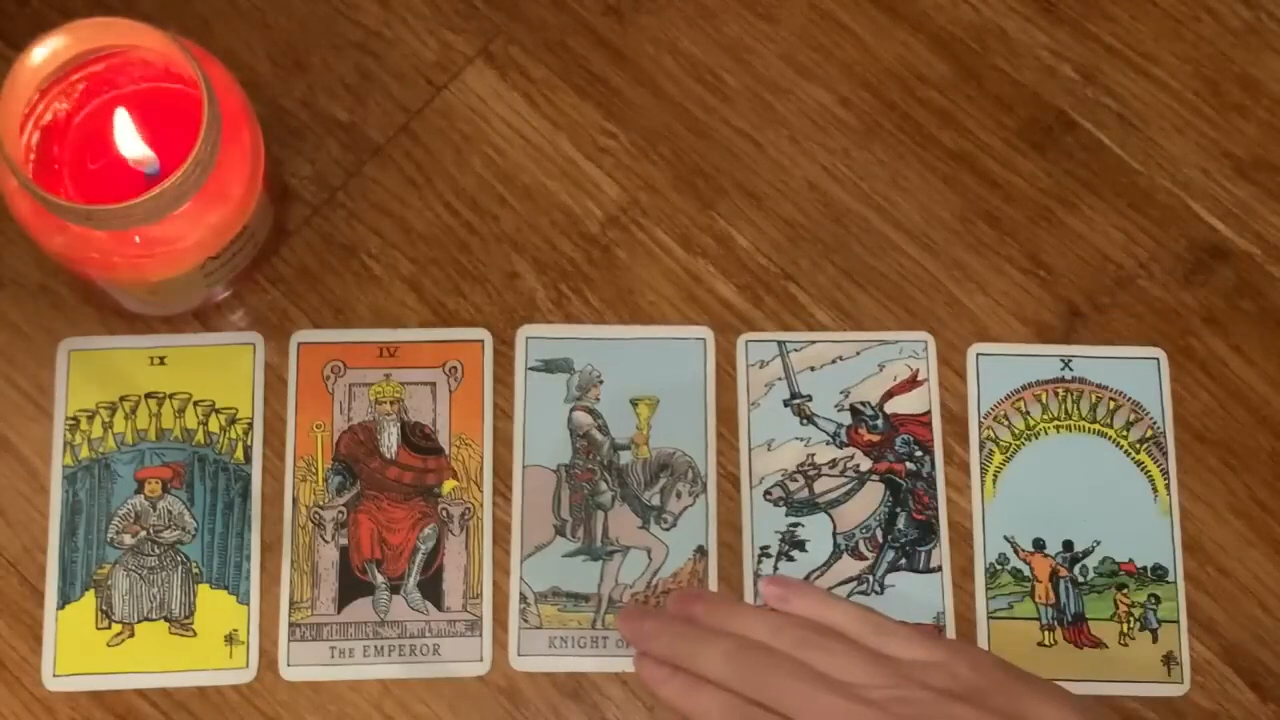 IX
IV
THE EMPEROR
KNIGHT O
X